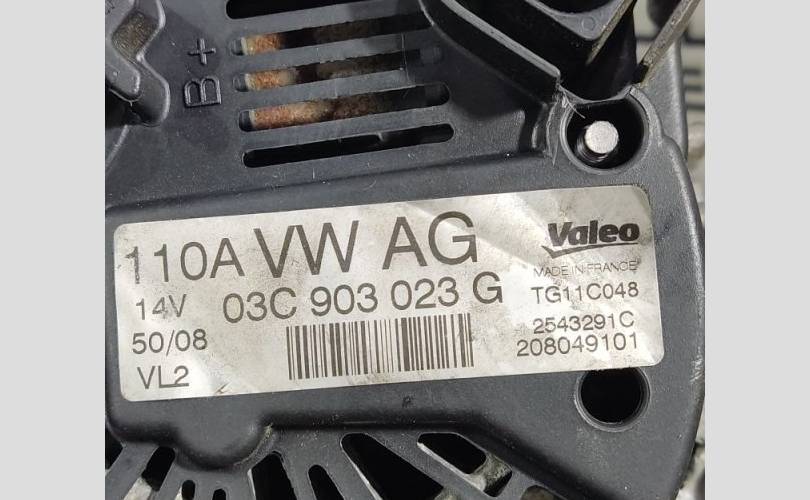 B+
110A VW AG
Valeo
MADE IN FRANCE
14V 03C 903 023 G
TG11C048
50/08
2543291C
208049101
VL2